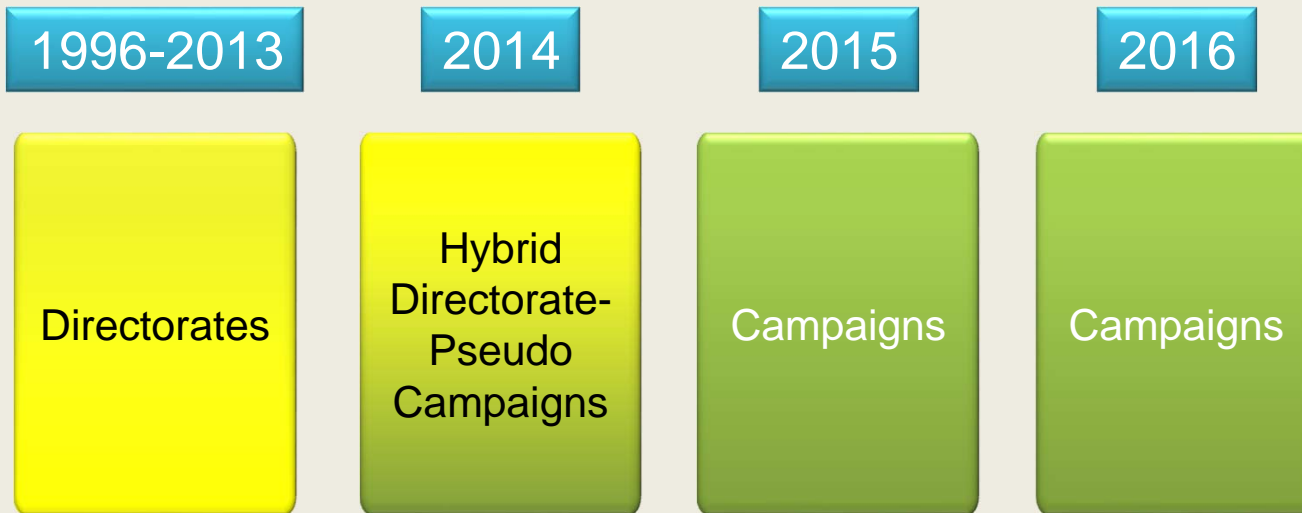 1996-2013
2014
2015
2016
Directorates
Hybrid
Directorate-
Pseudo
Campaigns
Campaigns
Campaigns